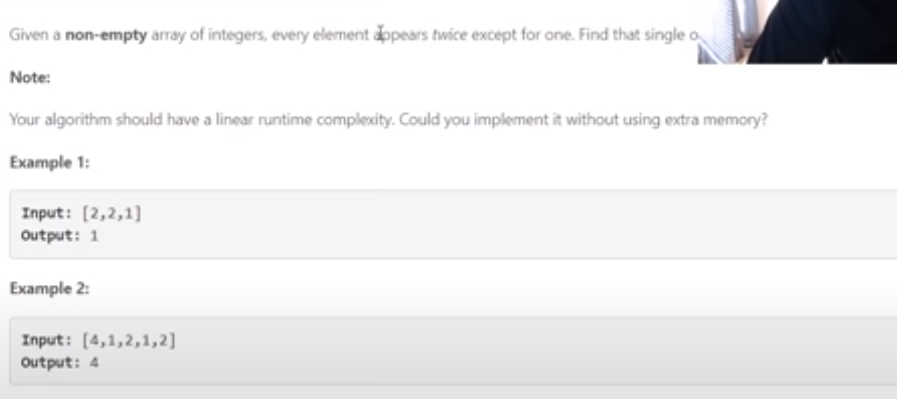 Given a non-empty array of integers, every element appears twice except for one. Find that single o
Note:
Your algorithm should have a linear runtime complexity. Could you implement it without using extra memory?
Example 1:
Input: [2,2,1]
Output: 1
Example 2:
Input: [4,1,2,1,2]
Output: 4